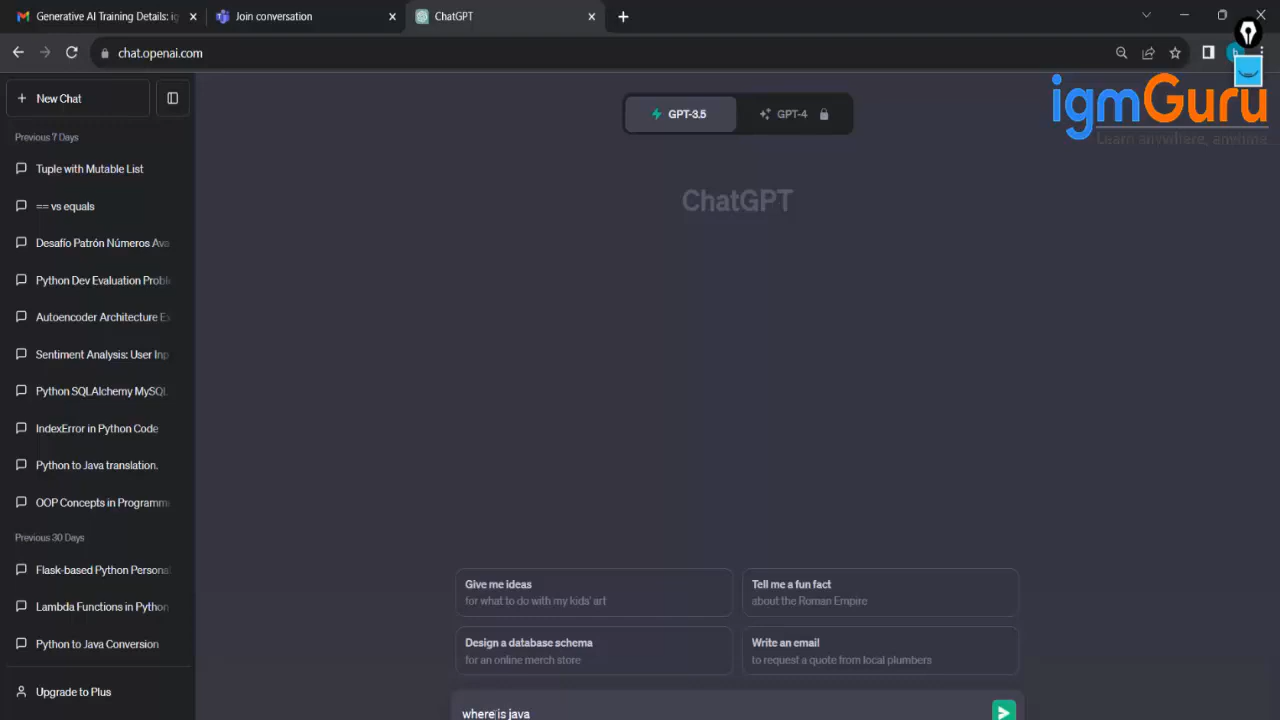 Generative AI Training Details: ig
Join conversation
ChatGPT
chat.openai.com
New Chat
Previous 7 Days
Tuple with Mutable List
== vs equals
Desafío Patrón Números Ava
Python Dev Evaluation Probl
Autoencoder Architecture Ex
Sentiment Analysis: User Inp
Python SQLAlchemy MySQL
IndexError in Python Code
Python to Java translation.
OOP Concepts in Programm
Previous 30 Days
Flask-based Python Personal
Lambda Functions in Python
Python to Java Conversion
Upgrade to Plus
GPT-3.5
GPT-4
igmGuru
Learn anywhere, anytime
ChatGPT
Give me ideas
for what to do with my kids' art
Tell me a fun fact
about the Roman Empire
Design a database schema
for an online merch store
Write an email
to request a quote from local plumbers
where is java